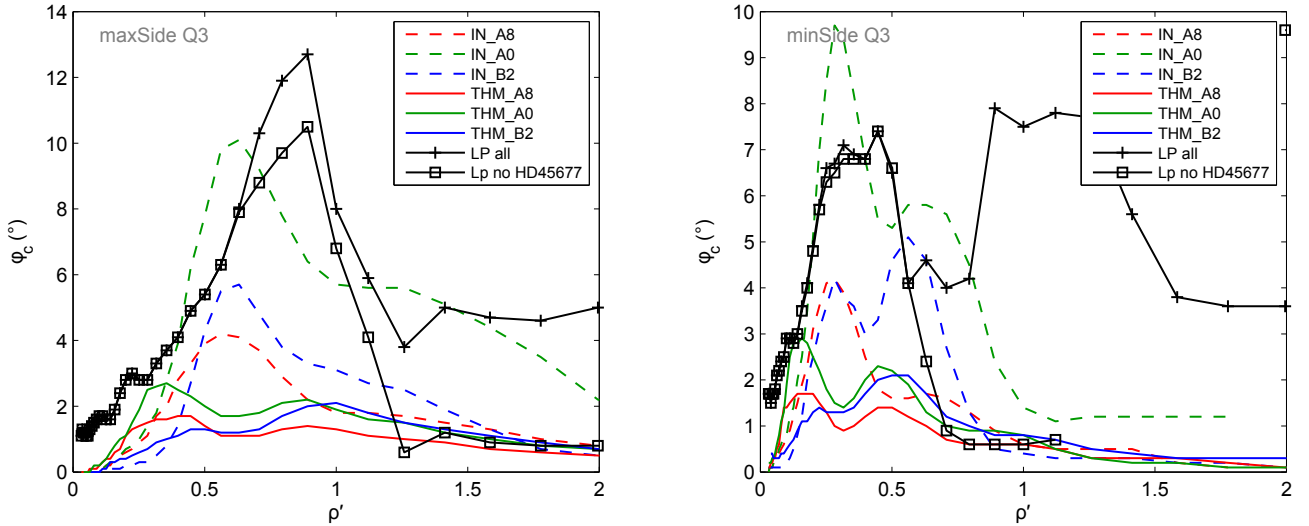 maxSide Q3
IN_A8
IN_A0
IN_B2
THM_A8
THM_A0
THM_B2
LP all
Lp no HD45677
14
12
10
8
6
4
2
0
φc (°)
0 0.5 1 1.5 2
ρ'
minSide Q3
IN_A8
IN_A0
IN_B2
THM_A8
THM_A0
THM_B2
LP all
Lp no HD45677
10
9
8
7
6
5
4
3
2
1
0
φc (°)
0 0.5 1 1.5 2
ρ'